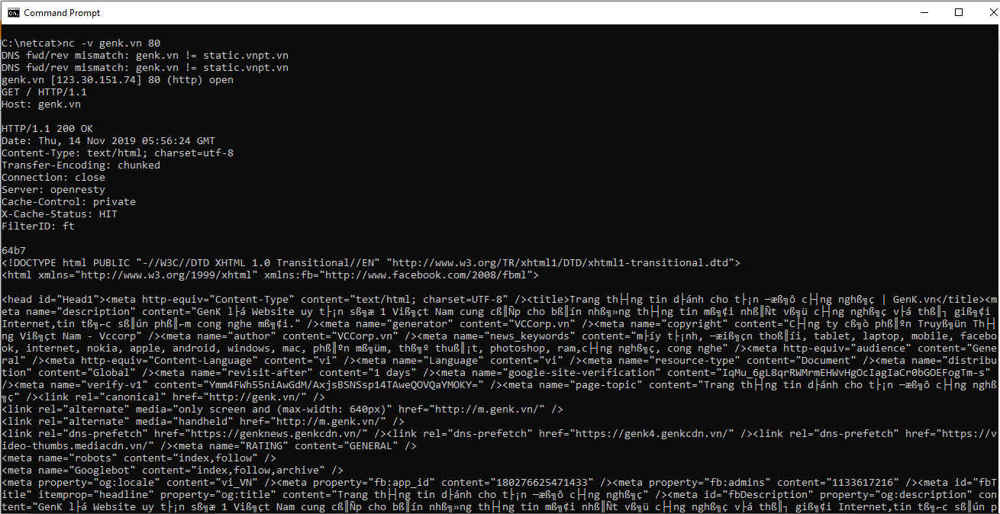 Command Prompt
C:\netcat>nc -v genk.vn 80
DNS fwd/rev mismatch: genk.vn != static.vnpt.vn
DNS fwd/rev mismatch: genk.vn != static.vnpt.vn
genk.vn [123.30.151.74] 80 (http) open
GET / HTTP/1.1
Host: genk.vn
HTTP/1.1 200 OK
Date: Thu, 14 Nov 2019 05:56:24 GMT
Content-Type: text/html; charset=utf-8
Transfer-Encoding: chunked
Connection: close
Server: openresty
Cache-Control: private
X-Cache-Status: HIT
FilterID: ft
64b7
<!DOCTYPE html PUBLIC "-//W3C//DTD XHTML 1.0 Transitional//EN" "http://www.w3.org/TR/xhtml1/DTD/xhtml1-transitional.dtd">
<html xmlns="http://www.w3.org/1999/xhtml" xmlns:fb="http://www.facebook.com/2008/fbml">
<head id="Head1"><meta http-equiv="Content-Type" content="text/html; charset=UTF-8" /><title>Trang th├┤ng tin d├ánh cho t├¡n ─æß╗ô c├┤ng nghß╗ç | GenK.vn</title><m
eta name="description" content="GenK l├á Website uy t├¡n sß╗æ 1 Viß╗çt Nam cung cß║Ñp cho bß║ín nhß╗»ng th├┤ng tin mß╗¢i nhß║Ñt vß╗ü c├┤ng nghß╗ç v├á thß║┐ giß╗¢i
Internet,tin tß╗⌐c sß║ún phß║⌐m cong nghe mß╗¢i." /><meta name="generator" content="VCCorp.vn" /><meta name="copyright" content="C├┤ng ty cß╗ò phß║ºn Truyß╗ün Th├┤
ng Viß╗çt Nam - Vccorp" /><meta name="author" content="VCCorp.vn" /><meta name="news_keywords" content="m├íy t├¡nh, ─æiß╗çn thoß║íi, tablet, laptop, mobile, facebo
ok, internet, nokia, apple, android, windows, mac, phß║ºn mß╗üm, thß╗º thuß║¡t, photoshop, ram,c├┤ng nghß╗ç, cong nghe" /><meta http-equiv="audience" content="Gene
ral" /><meta http-equiv="Content-Language" content="vi" /><meta name="Language" content="vi" /><meta name="resource-type" content="Document" /><meta name="distribu
tion" content="Global" /><meta name="revisit-after" content="1 days" /><meta name="google-site-verification" content="IqMu_6gL8qrRWMrmEHWvHgOcIagIaCr0bGOEFogTm-s"
/><meta name="verify-v1" content="Ymm4FWh55niAwGdM/AxjsBSNSsp14TAweQOVQaYMOKY=" /><meta name="page-topic" content="Trang th├┤ng tin d├ánh cho t├¡n ─æß╗ô c├┤ng nghß
╗ç" /><link rel="canonical" href="http://genk.vn/" />
<link rel="alternate" media="only screen and (max-width: 640px)" href="http://m.genk.vn/" />
<link rel="alternate" media="handheld" href="http://m.genk.vn/" />
<link rel="dns-prefetch" href="https://genknews.genkcdn.vn/" /><link rel="dns-prefetch" href="https://genk4.genkcdn.vn/" /><link rel="dns-prefetch" href="https://v
ideo-thumbs.mediacdn.vn/" /><meta name="RATING" content="GENERAL" />
<meta name="robots" content="index,follow" />
<meta name="Googlebot" content="index,follow,archive" />
<meta property="og:locale" content="vi_VN" /><meta property="fb:app_id" content="180276625471433" /><meta property="fb:admins" content="1133617216" /><meta id="fbT
itle" itemprop="headline" property="og:title" content="Trang th├┤ng tin d├ánh cho t├¡n ─æß╗ô c├┤ng nghß╗ç" /><meta id="fbDescription" property="og:description" con
tent="GenK l├á Website uy t├¡n sß╗æ 1 Viß╗çt Nam cung cß║Ñp cho bß║ín nhß╗»ng th├┤ng tin mß╗¢i nhß║Ñt vß╗ü c├┤ng nghß╗ç v├á thß║┐ giß╗¢i Internet,tin tß╗⌐c sß║ún p